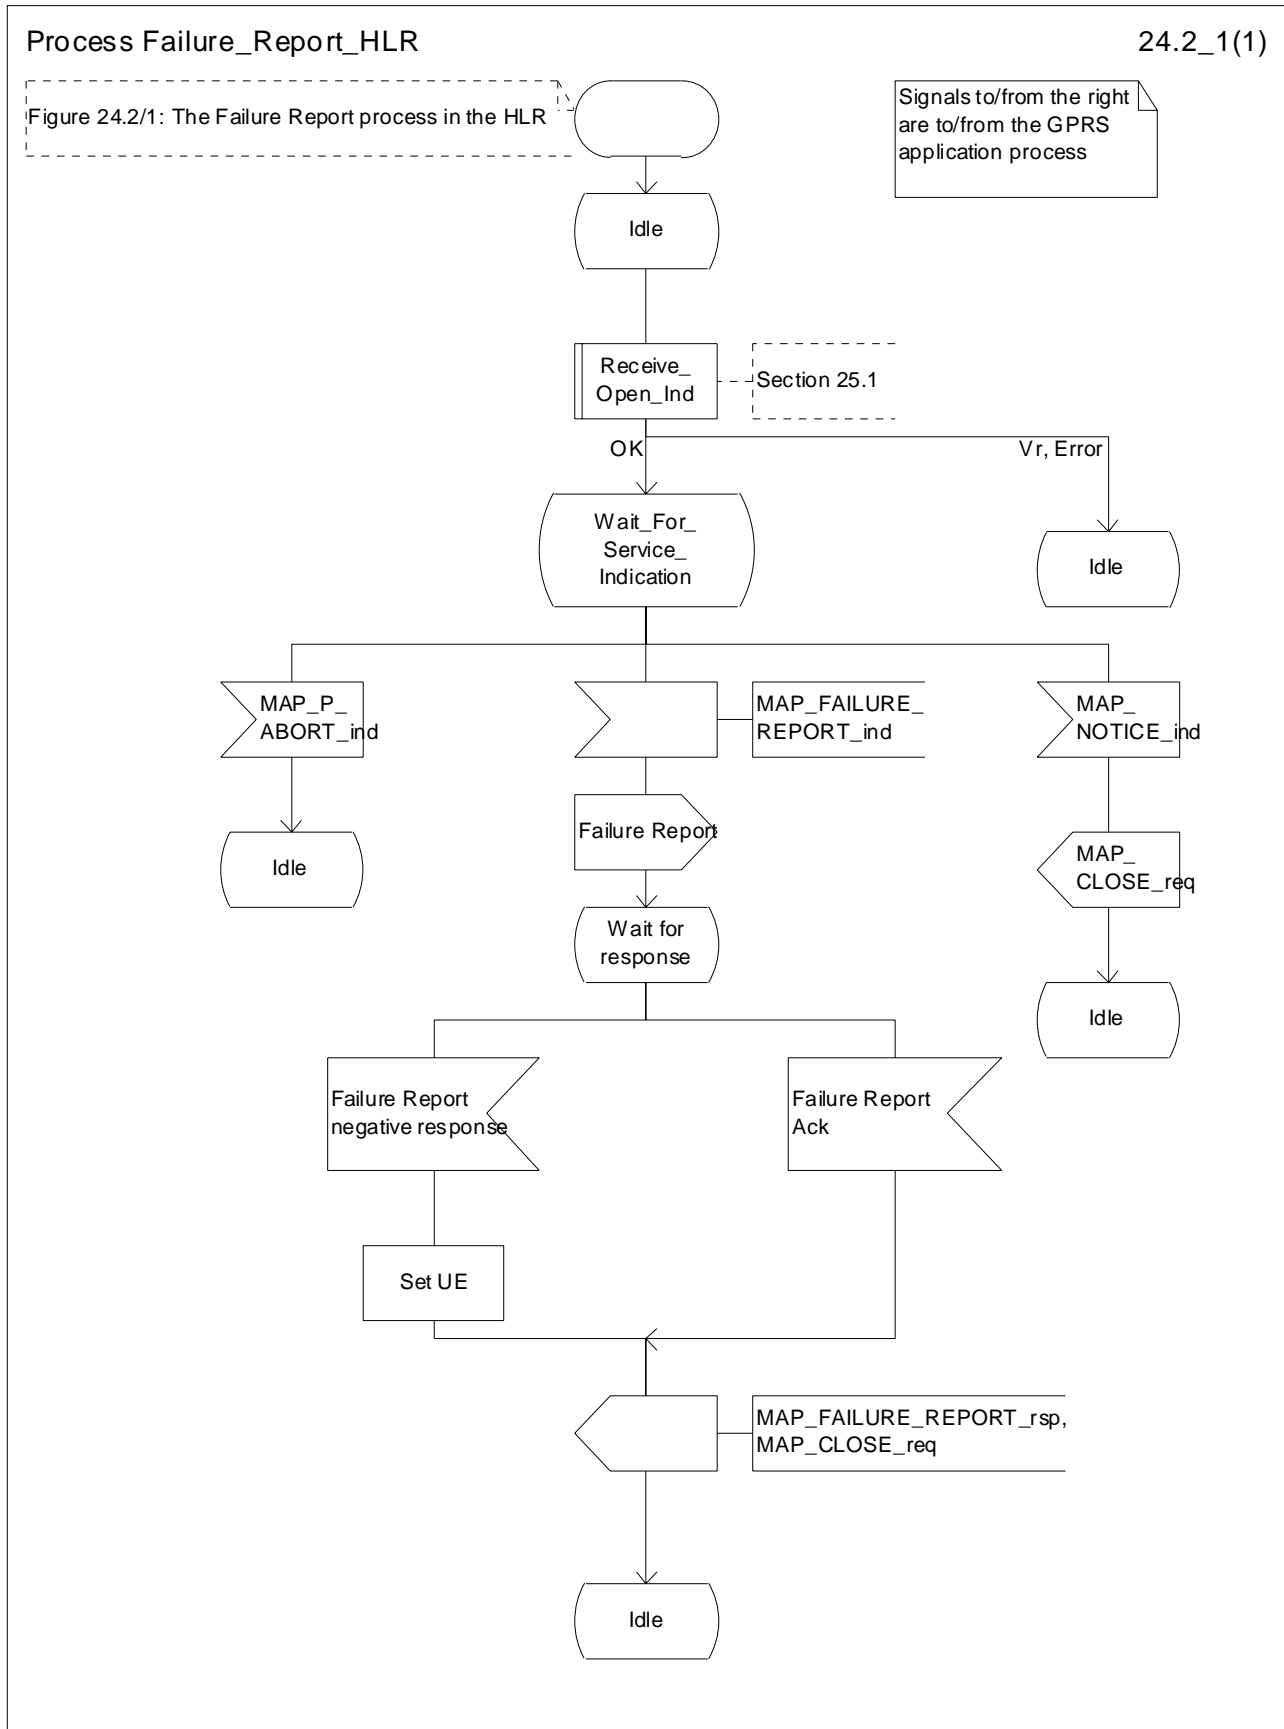 Process Failure_Report_HLR
24.2_1(1)
Figure 24.2/1: The Failure Report process in the HLR
Signals to/from the right
are to/from the GPRS
application process
Idle
Receive_
Open_Ind
Section 25.1
OK
Vr, Error
Wait_For_
Service_
Indication
Idle
MAP_P_
ABORT_ind
MAP_FAILURE_
REPORT_ind
MAP_
NOTICE_ind
Failure Report
Idle
MAP_
CLOSE_req
Wait for
response
Idle
Failure Report
negative response
Failure Report
Ack
Set UE
MAP_FAILURE_REPORT_rsp,
MAP_CLOSE_req
Idle